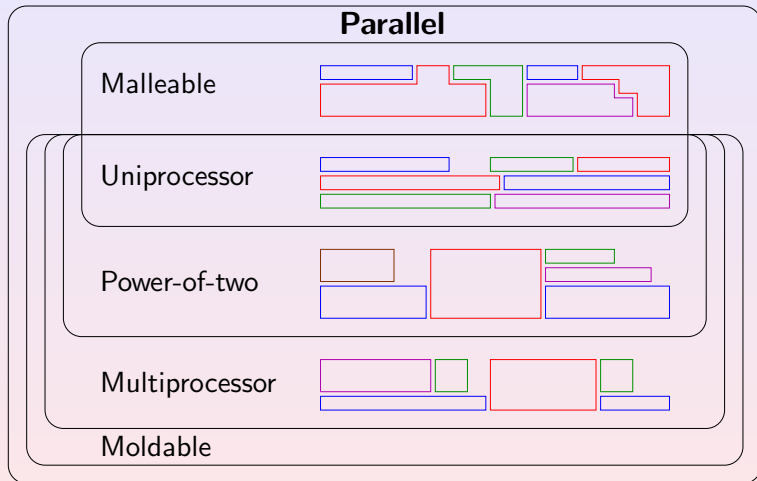 Parallel
Malleable
Uniprocessor
Power-of-two
Multiprocessor
Moldable